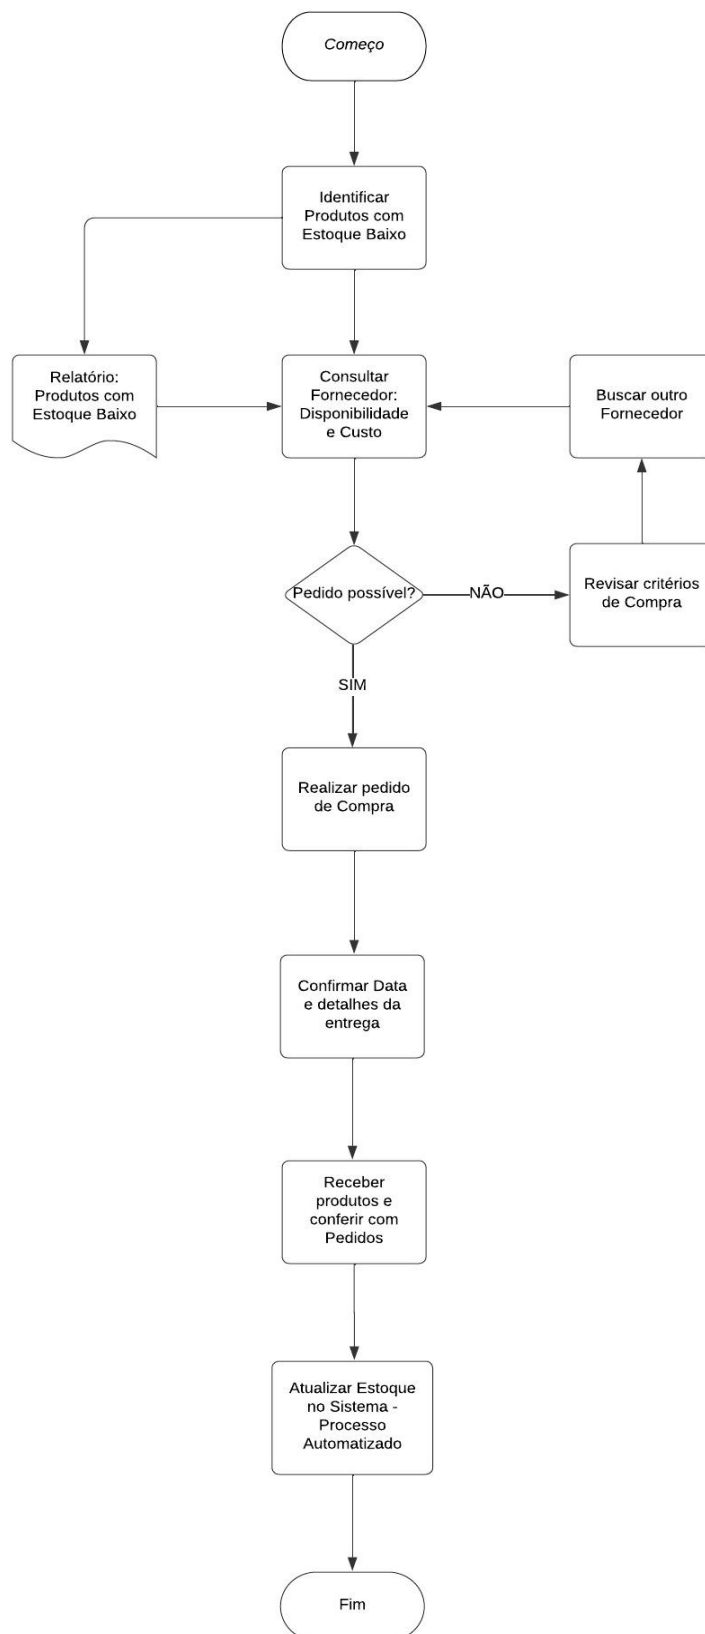 Começo
Identificar
Produtos com
Estoque Baixo
Relatório:
Produtos com
Estoque Baixo
Consultar
Fornecedor:
Disponibilidade
e Custo
Buscar outro
Fornecedor
Pedido possível?
NÃO
Revisar critérios
de Compra
SIM
Realizar pedido
de Compra
Confirmar Data
e detalhes da
entrega
Receber
produtos e
conferir com
Pedidos
Atualizar Estoque
no Sistema -
Processo
Automatizado
Fim